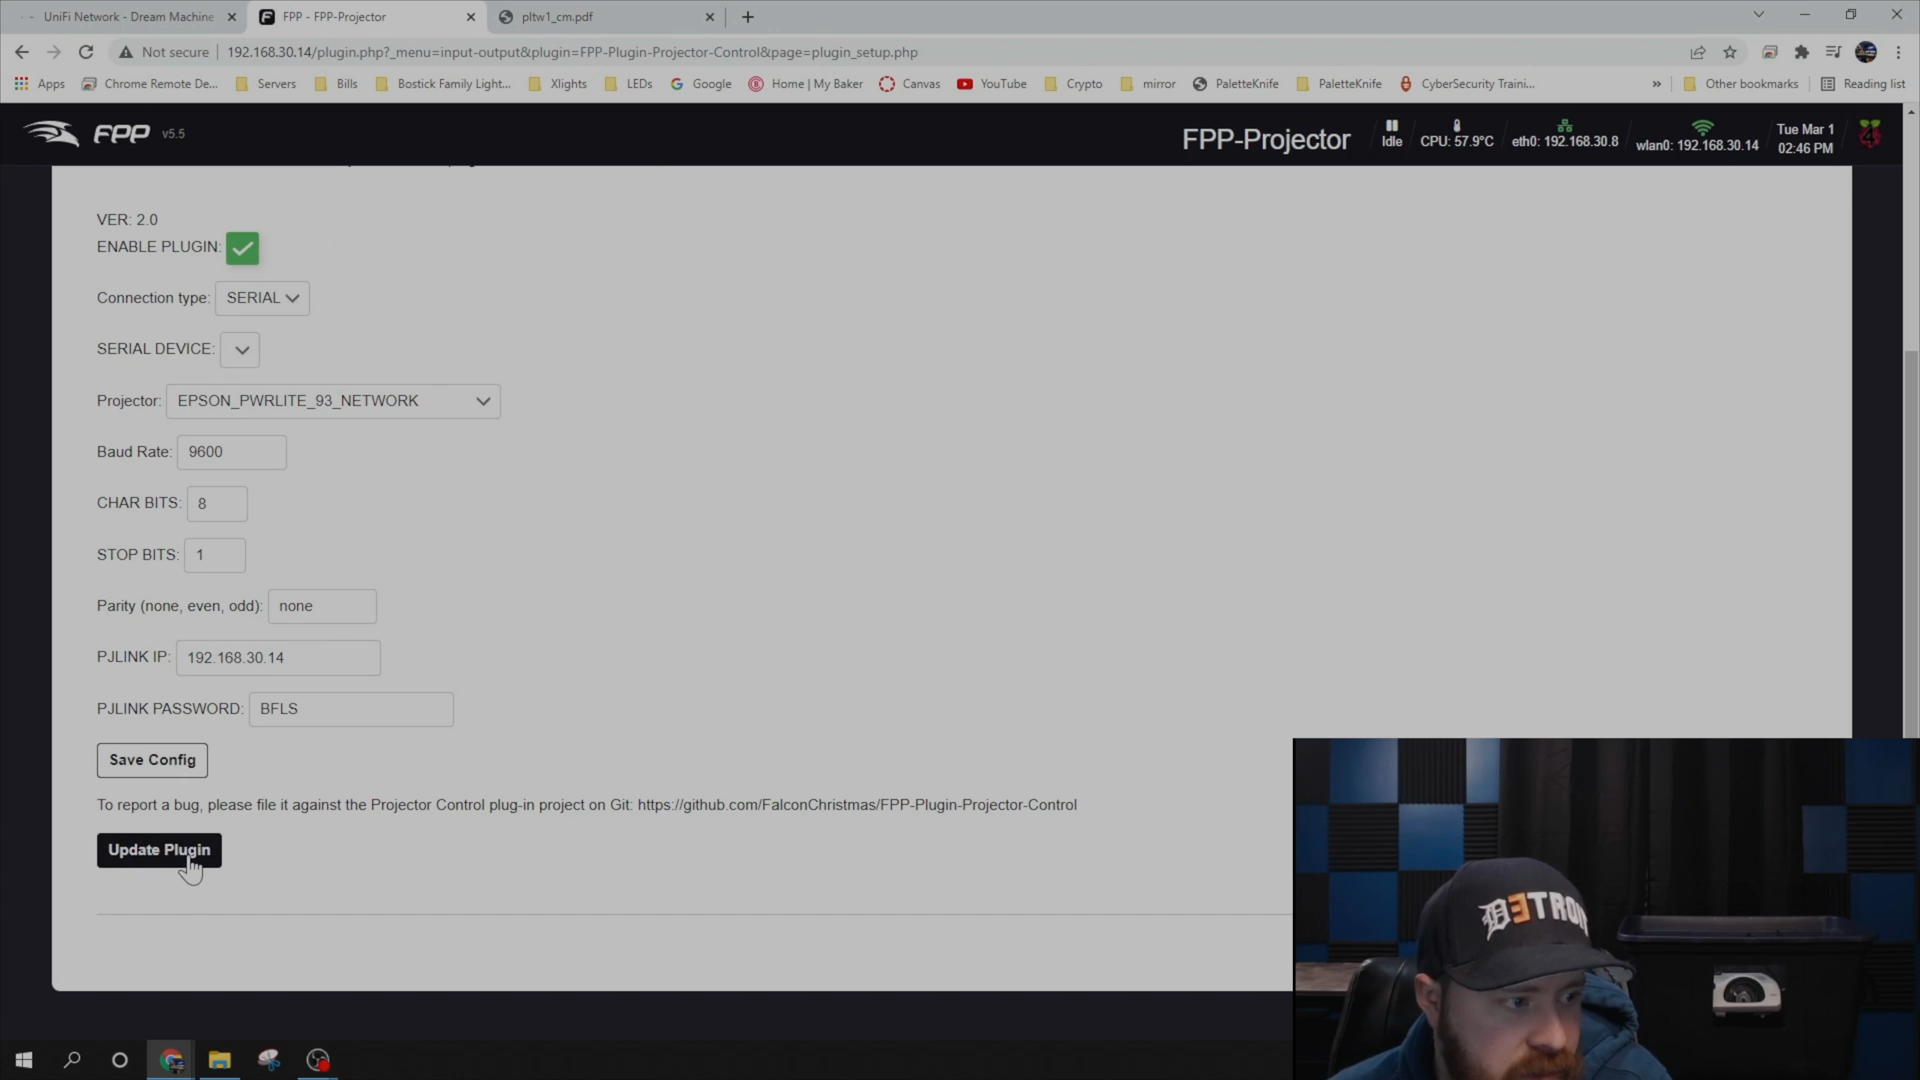 UniFi Network - Dream Machine
FPP - FPP-Projector
pltw1_cm.pdf
Not secure
192.168.30.14/plugin.php?_menu=input-output&plugin=FPP-Plugin-Projector-Control&page=plugin_setup.php
Apps
Chrome Remote De...
Servers
Bills
Bostick Family Light...
Xlights
LEDs
Google
Home | My Baker
Canvas
YouTube
Crypto
mirror
PaletteKnife
PaletteKnife
CyberSecurity Traini...
Other bookmarks
Reading list
FPP v5.5
FPP-Projector
Idle
CPU: 57.9°C
eth0: 192.168.30.8
wlan0: 192.168.30.14
Tue Mar 1
02:46 PM
4
VER: 2.0
ENABLE PLUGIN:
Connection type: SERIAL
SERIAL DEVICE:
Projector: EPSON_PWRLITE_93_NETWORK
Baud Rate: 9600
CHAR BITS: 8
STOP BITS: 1
Parity (none, even, odd): none
PJLINK IP: 192.168.30.14
PJLINK PASSWORD: BFLS
Save Config
To report a bug, please file it against the Projector Control plug-in project on Git: https://github.com/FalconChristmas/FPP-Plugin-Projector-Control
Update Plugin